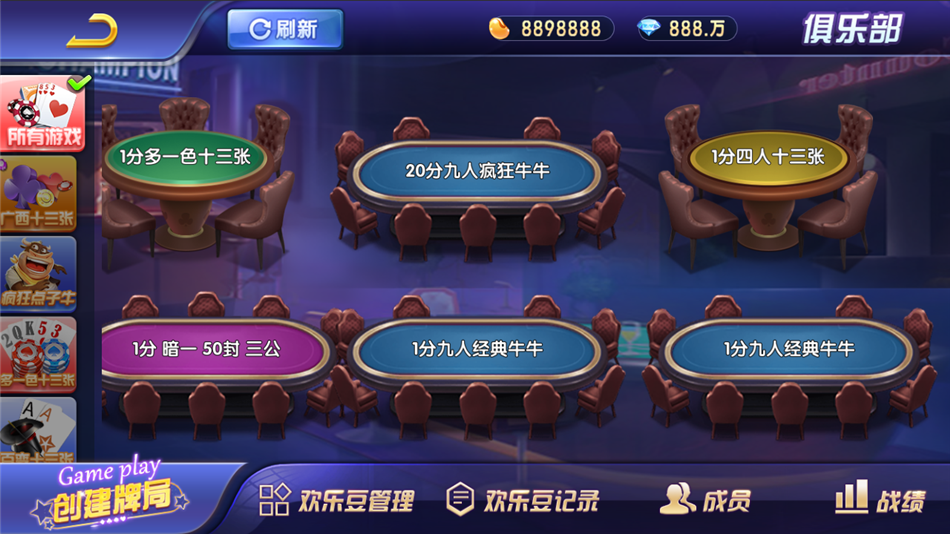 刷新
8898888
888.万
俱乐部
CHAMPION
所有游戏
广西十三张
疯狂点子牛
多一色十三张
1分多一色十三张
20分九人疯狂牛牛
1分四人十三张
1分 暗一 50封 三公
1分九人经典牛牛
1分九人经典牛牛
Game play
创建牌局
欢乐豆管理
欢乐豆记录
成员
战绩